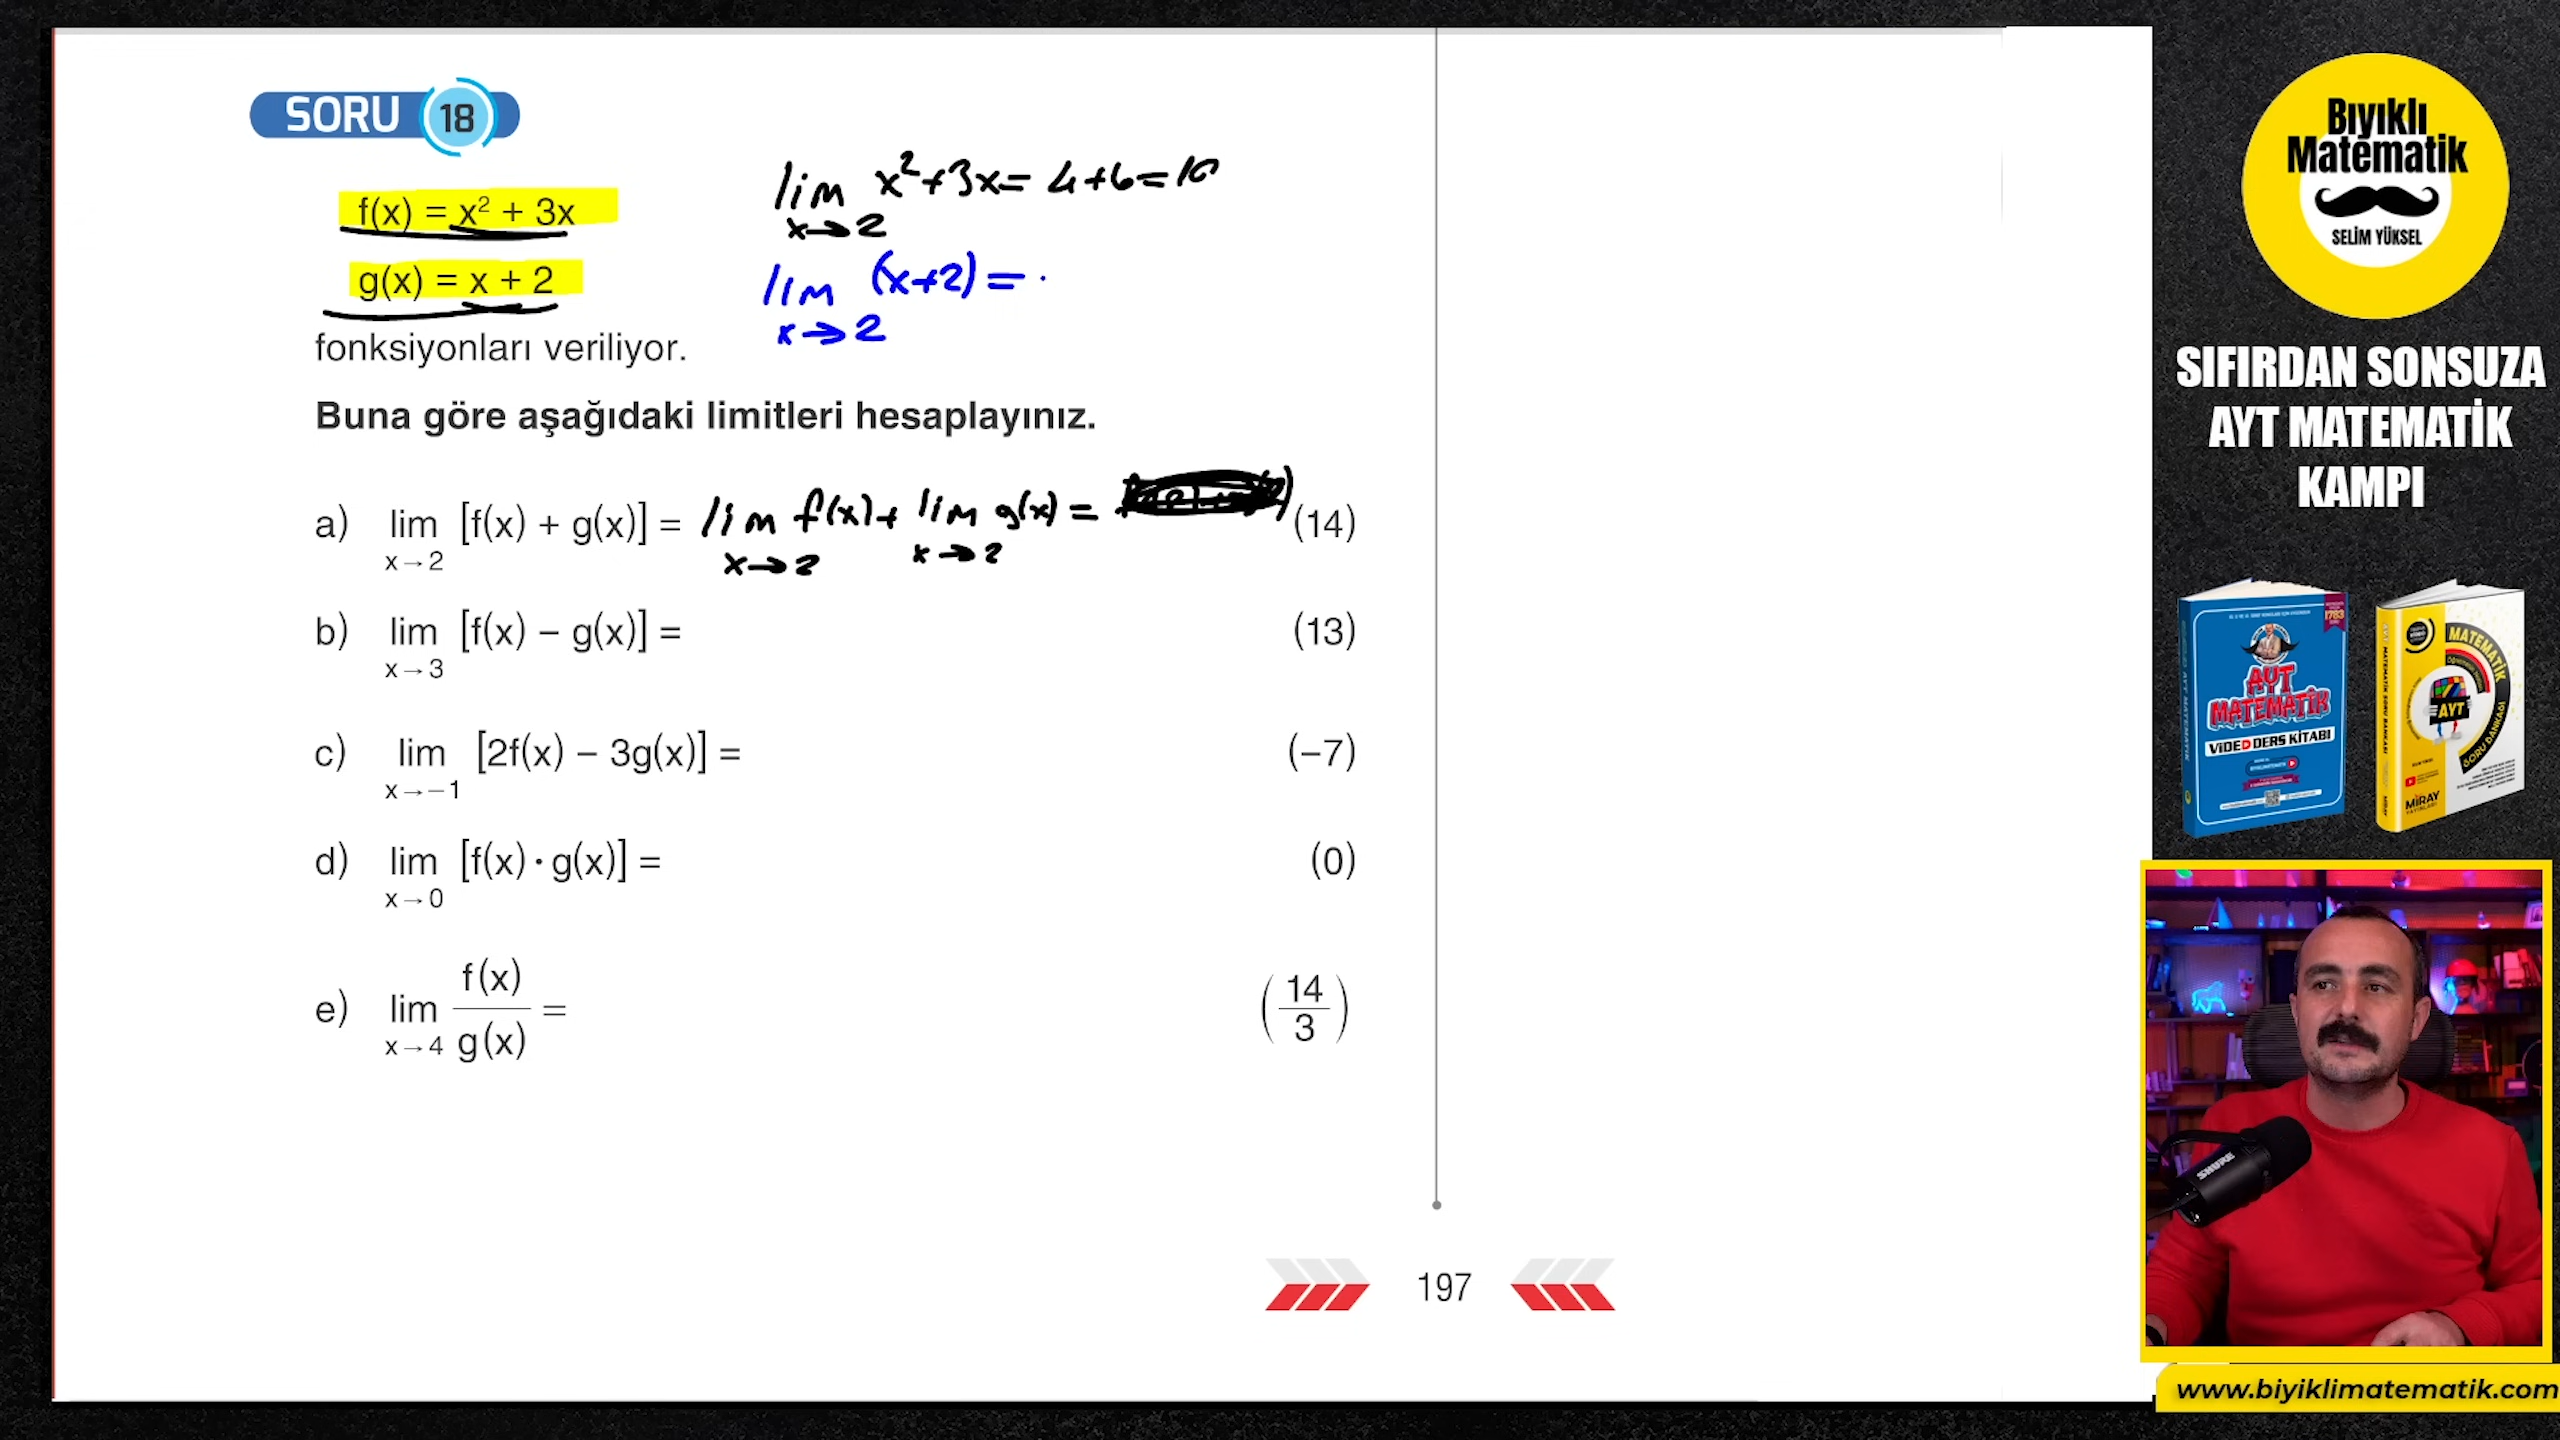 SORU 18
f(x) = x² + 3x
g(x) = x + 2
fonksiyonları veriliyor.
lim x→2 x²+3x = 4+6=10
lim x→2 (x+2) =
Buna göre aşağıdaki limitleri hesaplayınız.
a) lim x→2 [f(x) + g(x)] = lim x→2 f(x) + lim x→2 g(x) = (14)
b) lim x→3 [f(x) – g(x)] = (13)
c) lim x→–1 [2f(x) – 3g(x)] = (–7)
d) lim x→0 [f(x) · g(x)] = (0)
e) lim x→4 f(x)/g(x) = (14/3)
197
Bıyıklı
Matematik
SELİM YÜKSEL
SIFIRDAN SONSUZA
AYT MATEMATİK
KAMPI
AYT
MATEMATİK
VİDEO DERS KİTABI
MATEMATİK
AYT
SORU BANKASI
MİRAY
SHURE
www.biyiklimatematik.com